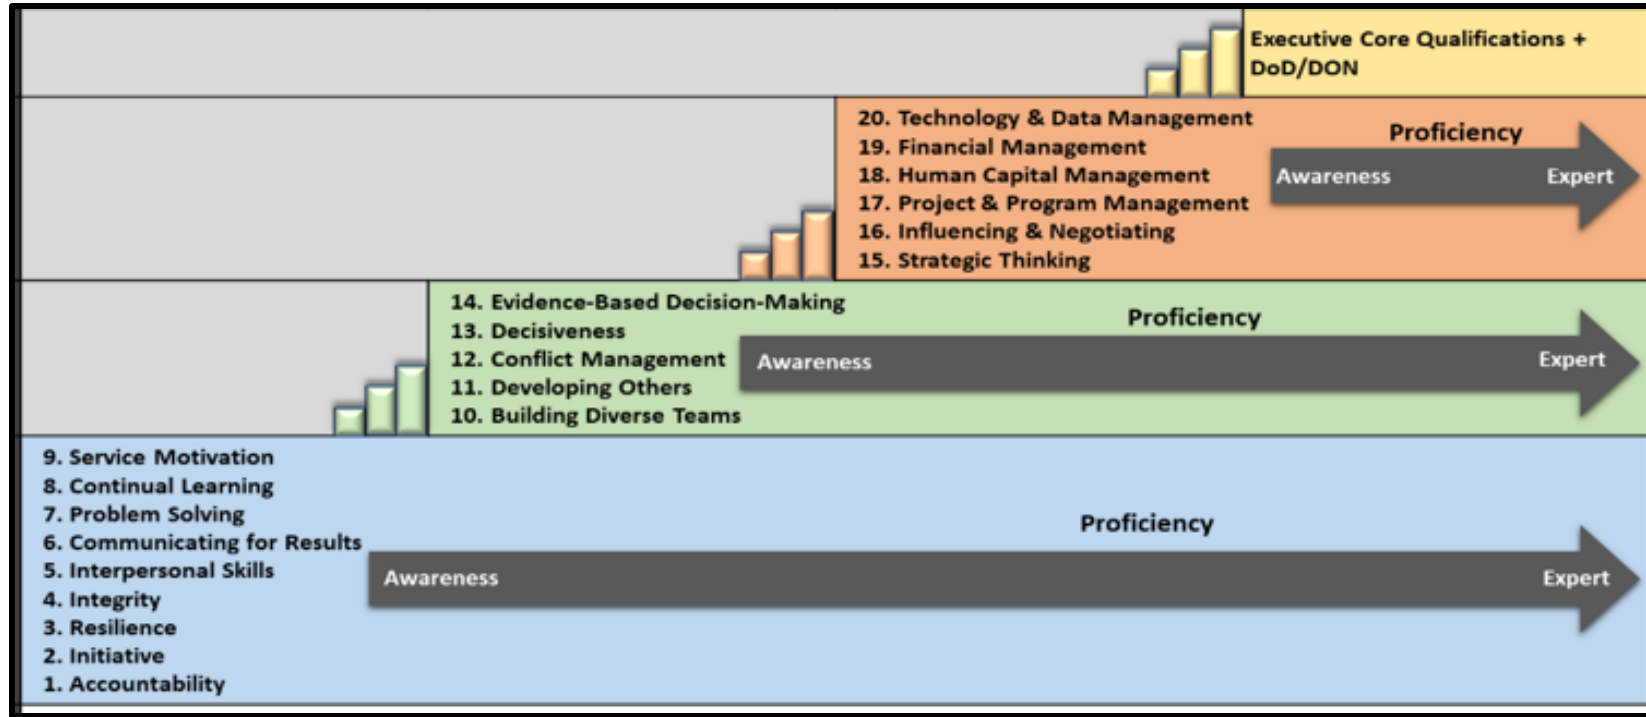 Executive Core Qualifications +
DoD/DON
20. Technology & Data Management
19. Financial Management
18. Human Capital Management
17. Project & Program Management
16. Influencing & Negotiating
15. Strategic Thinking
Proficiency
Awareness
Expert
14. Evidence-Based Decision-Making
13. Decisiveness
12. Conflict Management
11. Developing Others
10. Building Diverse Teams
Proficiency
Awareness
Expert
9. Service Motivation
8. Continual Learning
7. Problem Solving
6. Communicating for Results
5. Interpersonal Skills
4. Integrity
3. Resilience
2. Initiative
1. Accountability
Proficiency
Awareness
Expert